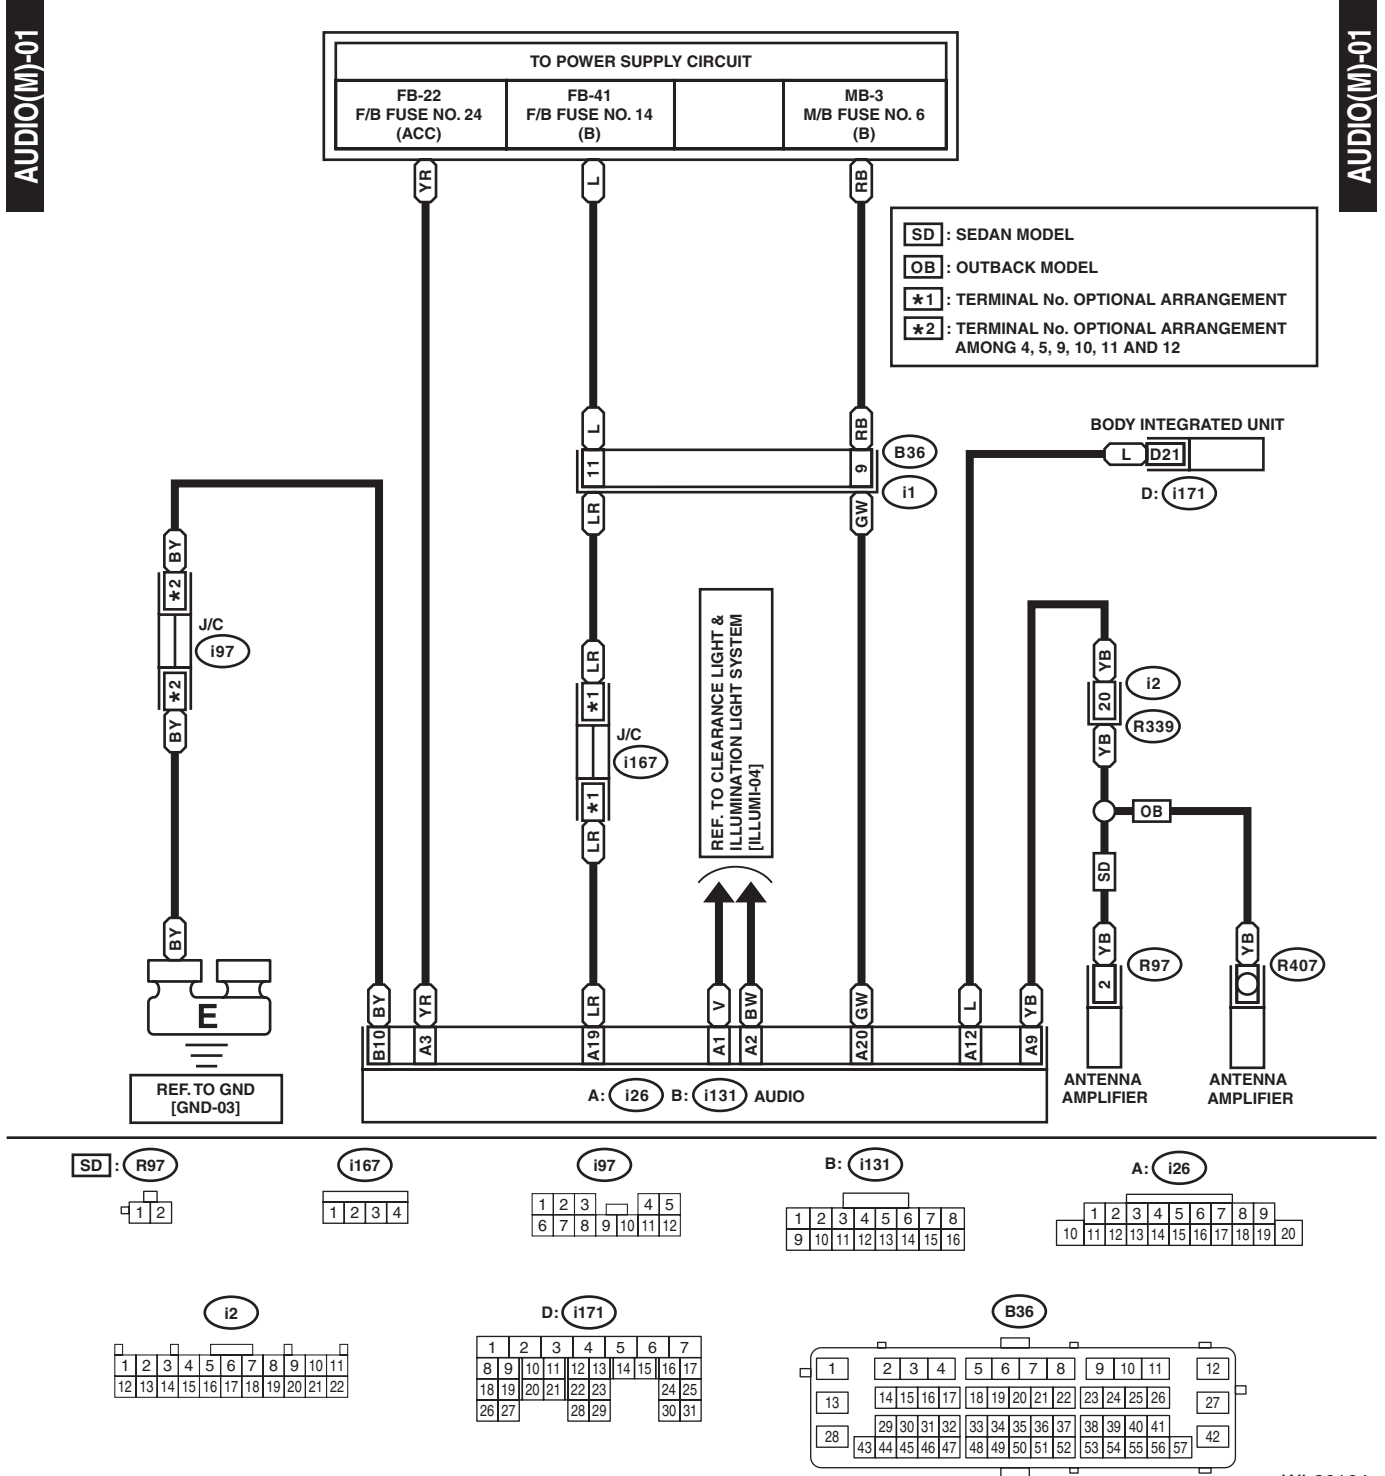 AUDIO(M)-01
AUDIO(M)-01
TO POWER SUPPLY CIRCUIT
FB-22
F/B FUSE NO. 24
(ACC)
FB-41
F/B FUSE NO. 14
(B)
MB-3
M/B FUSE NO. 6
(B)
YR
L
RB
SD : SEDAN MODEL
OB : OUTBACK MODEL
*1 : TERMINAL No. OPTIONAL ARRANGEMENT
*2 : TERMINAL No. OPTIONAL ARRANGEMENT
AMONG 4, 5, 9, 10, 11 AND 12
L
RB
11
9
B36
i1
LR
GW
BODY INTEGRATED UNIT
L D21
D: i171
BY
*2
J/C
i97
*2
BY
LR
*1
J/C
i167
*1
LR
REF. TO CLEARANCE LIGHT &
ILLUMINATION LIGHT SYSTEM
[ILLUMI-04]
YB
20
i2
R339
YB
OB
SD
YB
2
R97
YB
R407
ANTENNA
AMPLIFIER
ANTENNA
AMPLIFIER
BY
E
REF. TO GND
[GND-03]
BY YR LR V BW GW L YB
B10 A3 A19 A1 A2 A20 A12 A9
A: i26 B: i131 AUDIO
SD : R97
1 2
i167
1 2 3 4
i97
1 2 3 4 5
6 7 8 9 10 11 12
B: i131
1 2 3 4 5 6 7 8
9 10 11 12 13 14 15 16
A: i26
1 2 3 4 5 6 7 8 9
10 11 12 13 14 15 16 17 18 19 20
i2
1 2 3 4 5 6 7 8 9 10 11
12 13 14 15 16 17 18 19 20 21 22
D: i171
1 2 3 4 5 6 7
8 9 10 11 12 13 14 15 16 17
18 19 20 21 22 23 24 25
26 27 28 29 30 31
B36
1 2 3 4 5 6 7 8 9 10 11 12
13 14 15 16 17 18 19 20 21 22 23 24 25 26 27
28 29 30 31 32 33 34 35 36 37 38 39 40 41 42
43 44 45 46 47 48 49 50 51 52 53 54 55 56 57